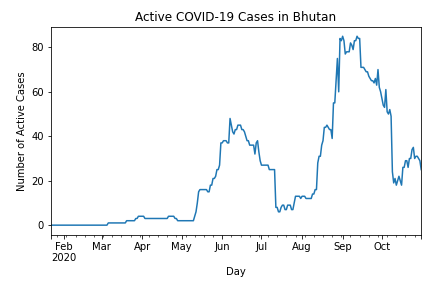 Active COVID-19 Cases in Bhutan
Number of Active Cases
80
60
40
20
0
Feb Mar Apr May Jun Jul Aug Sep Oct
2020
Day